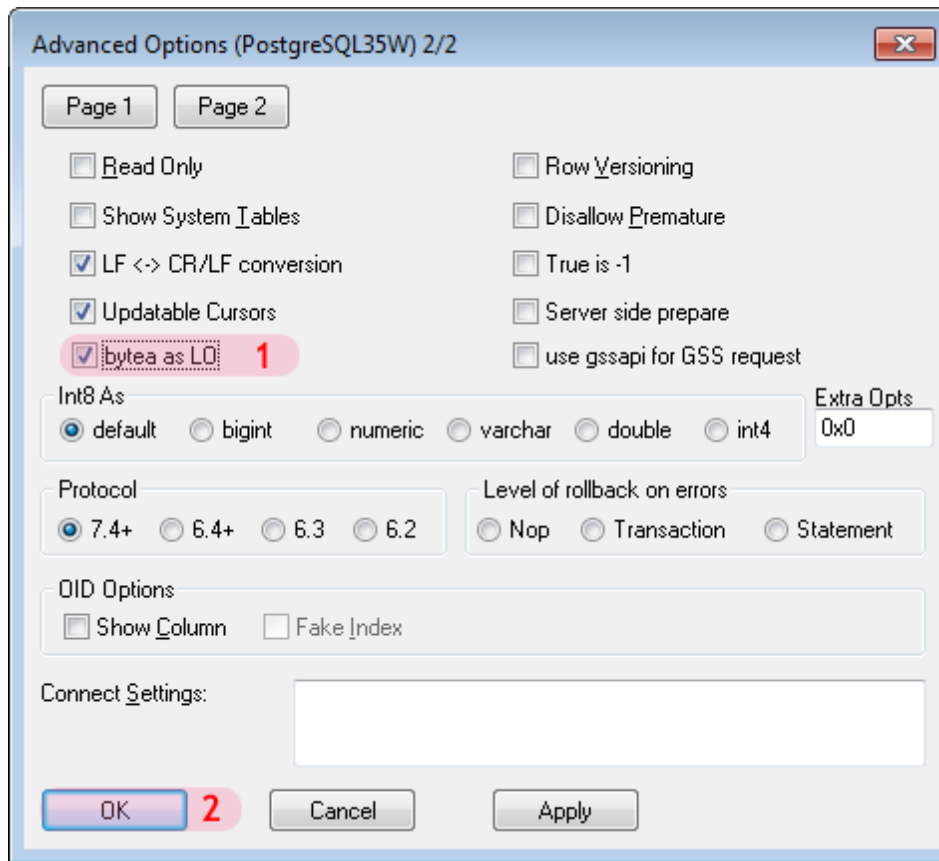 Advanced Options (PostgreSQL35W) 2/2
Page 1 Page 2
Read Only Row Versioning
Show System Tables Disallow Premature
LF <-> CR/LF conversion True is -1
Updatable Cursors Server side prepare
bytea as LO 1 use gssapi for GSS request
Int8 As Extra Opts
default bigint numeric varchar double int4 0x0
Protocol Level of rollback on errors
7.4+ 6.4+ 6.3 6.2 Nop Transaction Statement
OID Options
Show Column Fake Index
Connect Settings:
OK 2 Cancel Apply